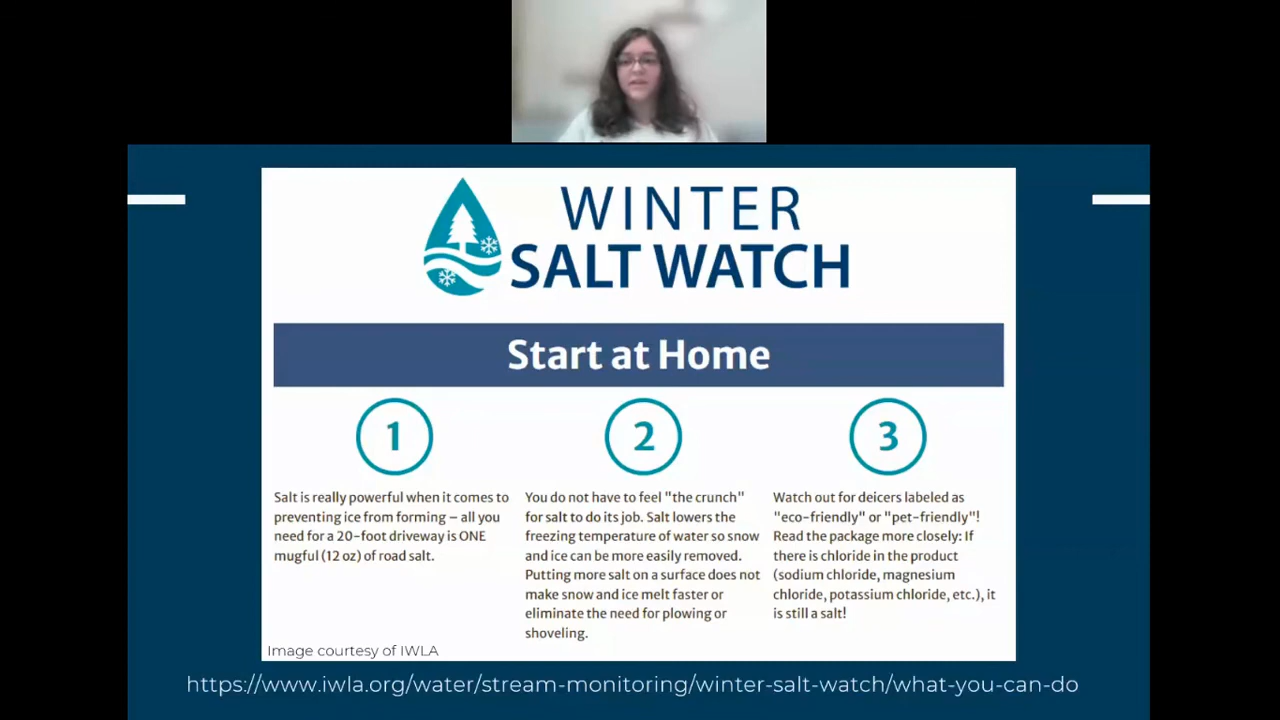 WINTER
SALT WATCH
Start at Home
1
Salt is really powerful when it comes to
preventing ice from forming – all you
need for a 20-foot driveway is ONE
mugful (12 oz) of road salt.
2
You do not have to feel "the crunch"
for salt to do its job. Salt lowers the
freezing temperature of water so snow
and ice can be more easily removed.
Putting more salt on a surface does not
make snow and ice melt faster or
eliminate the need for plowing or
shoveling.
3
Watch out for deicers labeled as
"eco-friendly" or "pet-friendly"!
Read the package more closely: If
there is chloride in the product
(sodium chloride, magnesium
chloride, potassium chloride, etc.), it
is still a salt!
Image courtesy of IWLA
https://www.iwla.org/water/stream-monitoring/winter-salt-watch/what-you-can-do